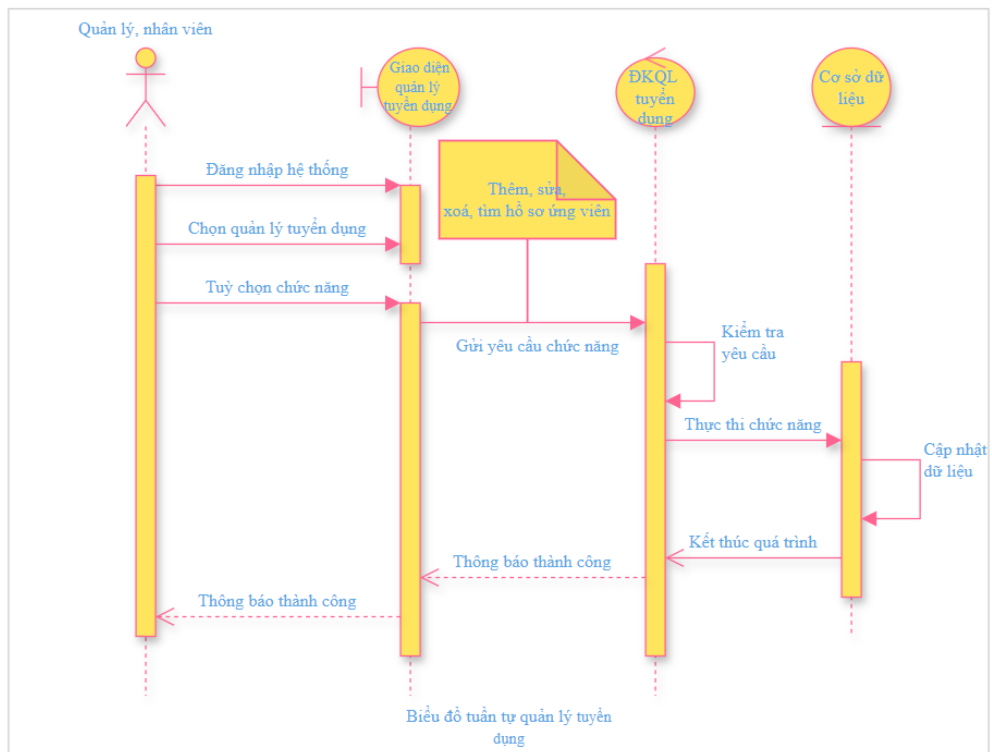 Quản lý, nhân viên
Giao diện
quản lý
tuyển dụng
ĐKQL
tuyển
dụng
Cơ sở dữ
liệu
Đăng nhập hệ thống
Thêm, sửa,
xoá, tìm hồ sơ ứng viên
Chọn quản lý tuyển dụng
Tuỳ chọn chức năng
Gửi yêu cầu chức năng
Kiểm tra
yêu cầu
Thực thi chức năng
Cập nhật
dữ liệu
Kết thúc quá trình
Thông báo thành công
Thông báo thành công
Biểu đồ tuần tự quản lý tuyển
dụng